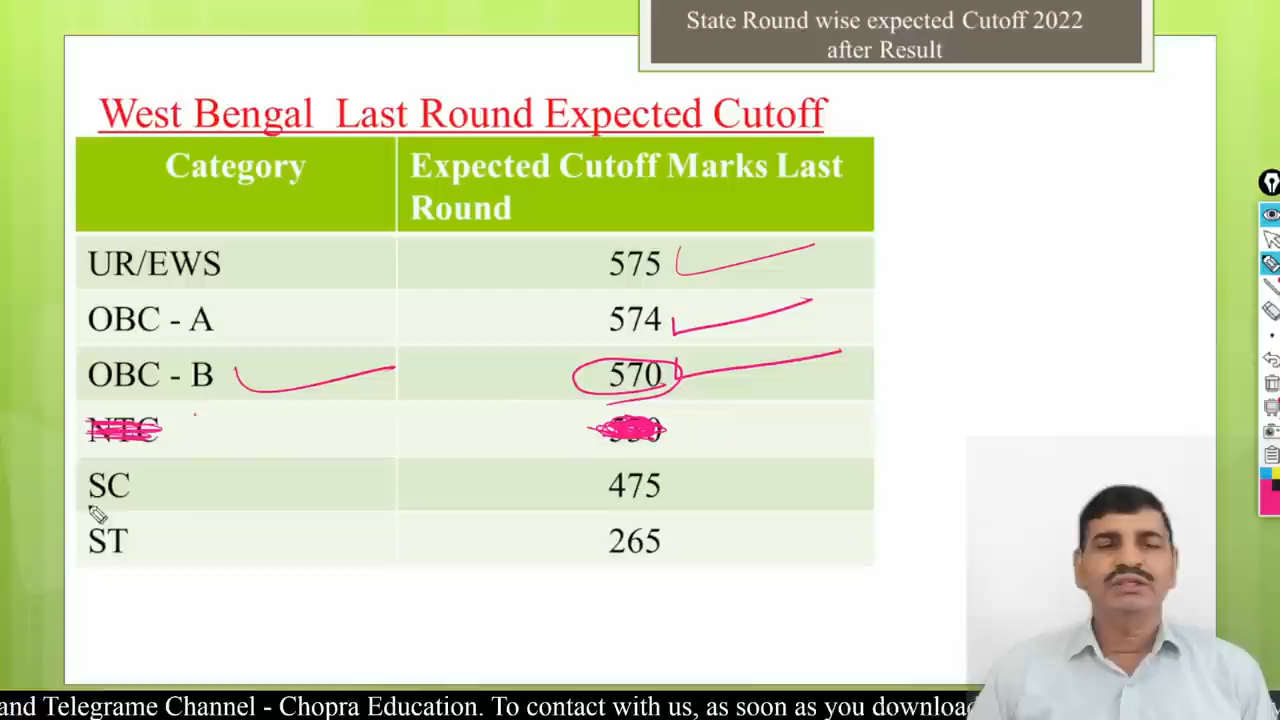 State Round wise expected Cutoff 2022
after Result
West Bengal Last Round Expected Cutoff
Category
Expected Cutoff Marks Last
Round
UR/EWS 575
OBC - A 574
OBC - B 570
NTC
SC 475
ST 265
and Telegrame Channel - Chopra Education. To contact with us, as soon as you download